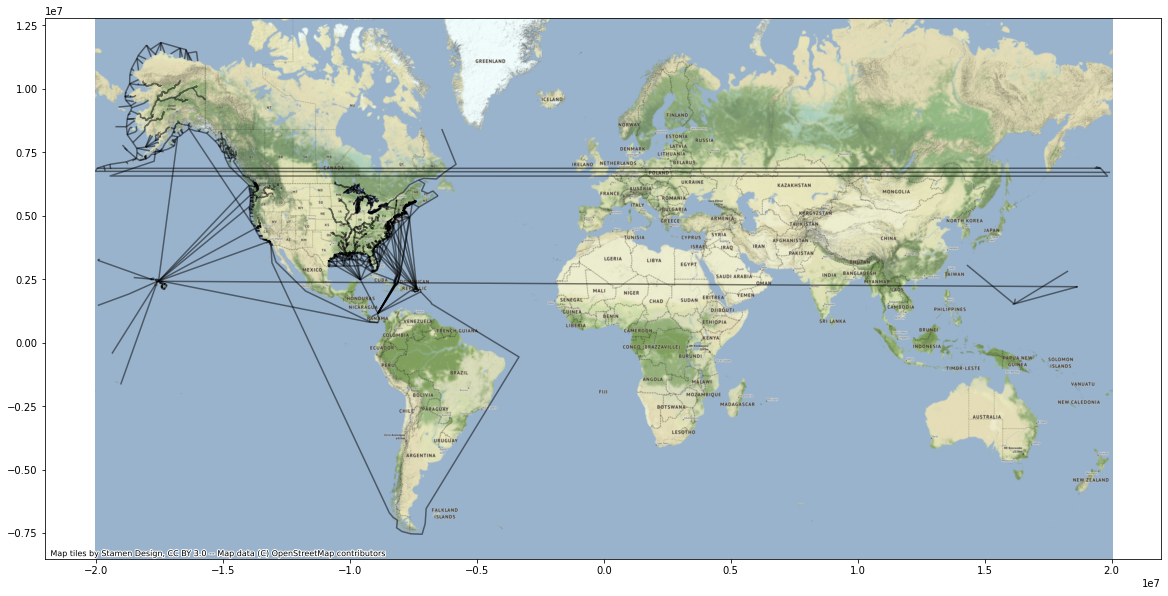 1e7
1.25
1.00
0.75
0.50
0.25
0.00
−0.25
−0.50
−0.75
GREENLAND
ICELAND
NORWAY
FINLAND
ESTONIA
LATVIA
LITHUANIA
RUSSIA
DENMARK
IRELAND
NETHERLANDS
BELARUS
POLAND
CANADA
UKRAINE
AUSTRIA
FRANCE
ROMANIA
KAZAKHSTAN
MONGOLIA
ITALY
BULGARIA
GREECE
ARMENIA
KYRGYZSTAN
TAJIKISTAN
NORTH KOREA
JAPAN
TUNISIA
CYPRUS
SYRIA
ISRAEL
IRAQ
IRAN
AFGHANISTAN
PAKISTAN
CHINA
MEXICO
LGERIA
LIBYA
EGYPT
SAUDI ARABIA
OMAN
BHUTAN
BANGLADESH
INDIA
MYANMAR
LAOS
TAIWAN
CUBA
HONDURAS
NICARAGUA
PANAMA
SENEGAL
MALI
NIGER
CHAD
SUDAN
ERITREA
YEMEN
DJIBOUTI
GUINEA
BENIN
LIBERIA
ETHIOPIA
CAMBODIA
PHILIPPINES
SRI LANKA
VENEZUELA
COLOMBIA
FRENCH GUIANA
ECUADOR
CAMEROON
CONGO (BRAZZAVILLE)
KENYA
BURUNDI
BRUNEI
INDONESIA
PERU
BRAZIL
ANGOLA
MALAWI
TIMOR-LESTE
PAPUA NEW
GUINEA
SOLOMON
ISLANDS
BOLIVIA
FIJI
MOZAMBIQUE
MADAGASCAR
VANUATU
NEW CALEDONIA
CHILE
PARAGUAY
BOTSWANA
AUSTRALIA
URUGUAY
LESOTHO
ARGENTINA
NEW ZEALAND
FALKLAND
ISLANDS
Map tiles by Stamen Design, CC BY 3.0 -- Map data (C) OpenStreetMap contributors
−2.0
−1.5
−1.0
−0.5
0.0
0.5
1.0
1.5
2.0
1e7